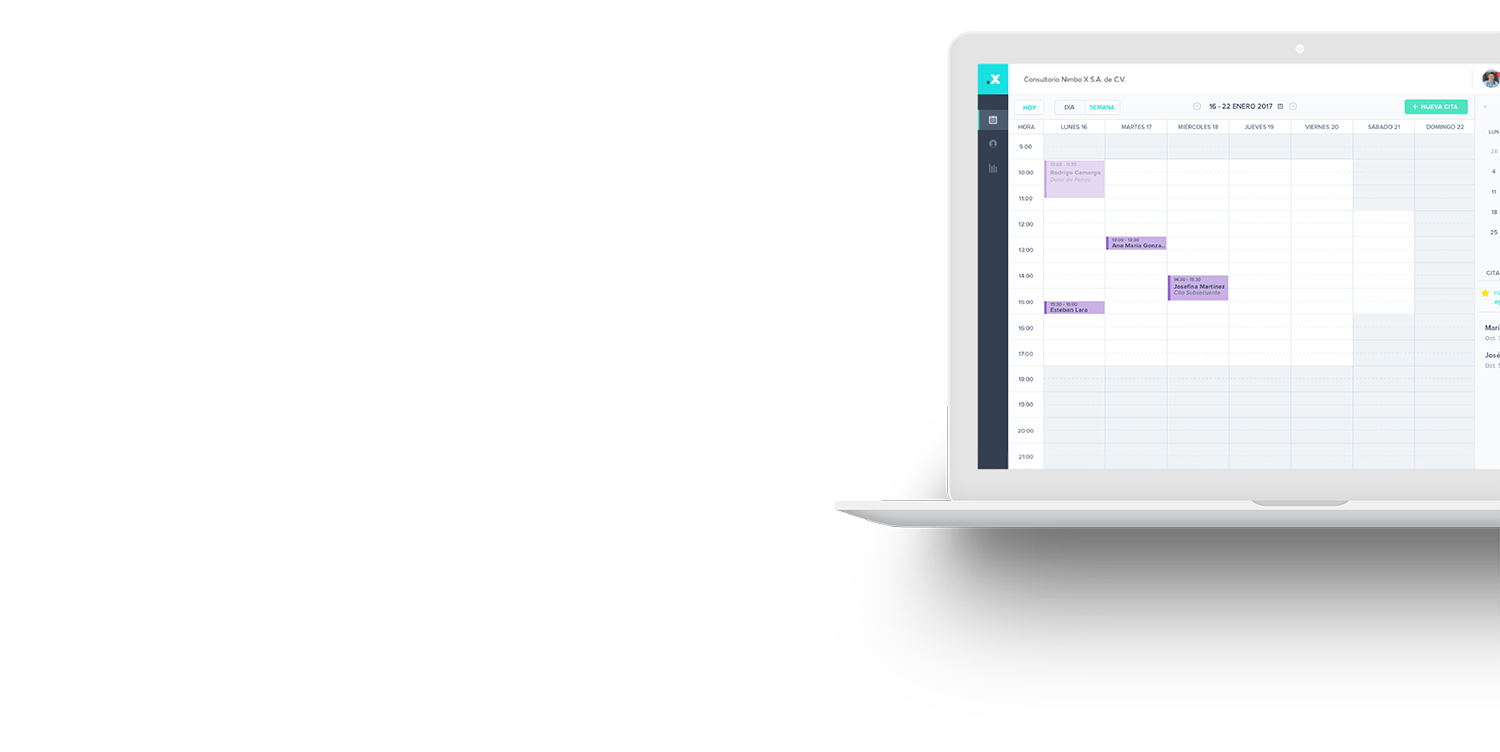 .X
Consultorio Nimbo X S.A. de C.V.
HOY
DÍA
SEMANA
16 - 22 ENERO 2017
+ NUEVA CITA
HORA
LUNES 16
MARTES 17
MIÉRCOLES 18
JUEVES 19
VIERNES 20
SÁBADO 21
DOMINGO 22
LUN
9:00
10:00
11:00
12:00
13:00
14:00
15:00
16:00
17:00
18:00
19:00
20:00
21:00
10:00 - 11:30
Rodrigo Camargo
Dolor de Panza
13:00 - 13:30
Ana María Gonza...
14:30 - 15:30
Josefina Martínez
Cita Subsecuente
15:30 - 16:00
Esteban Lara
28
4
11
18
25
CITA
Marí
Oct.
José
Oct.